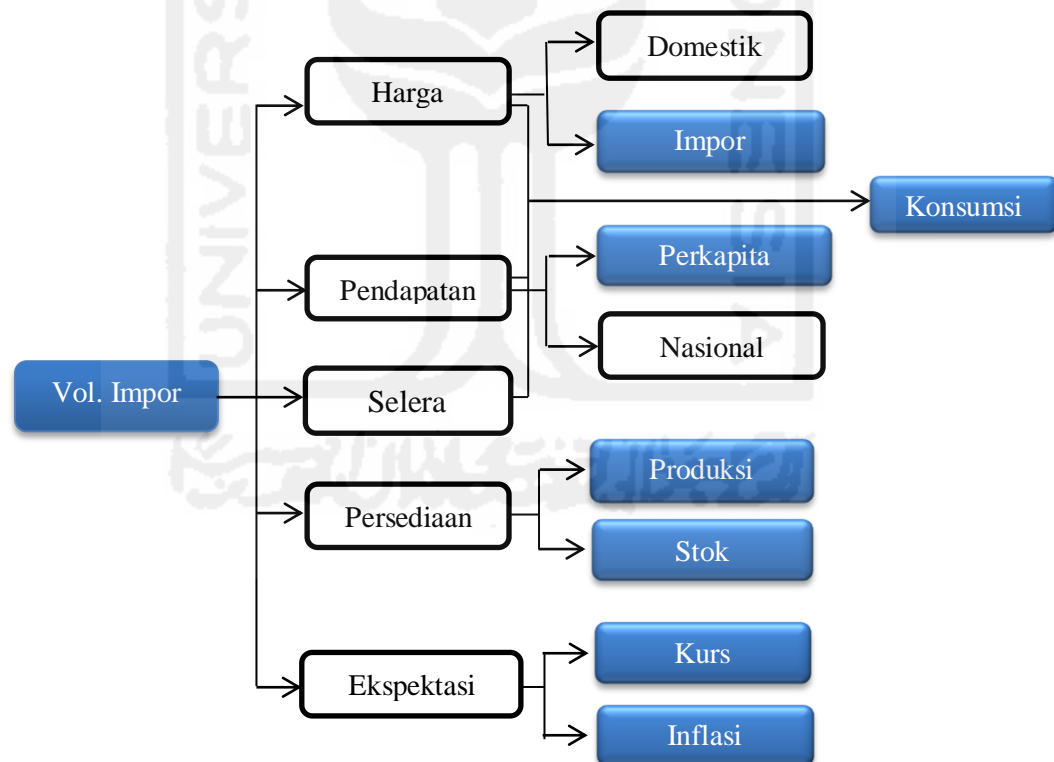 Domestik
Harga
Impor
Konsumsi
Perkapita
Pendapatan
Nasional
Vol. Impor
Selera
Produksi
Persediaan
Stok
Kurs
Ekspektasi
Inflasi